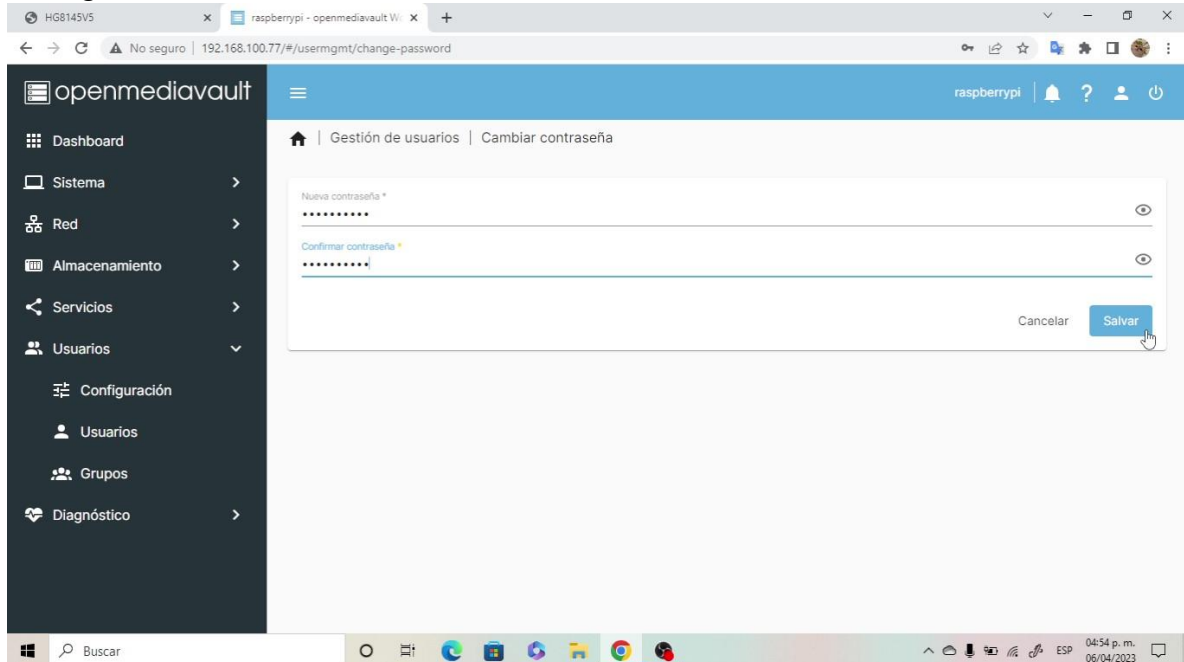 HG8145V5
raspberrypi - openmediavault W
No seguro | 192.168.100.77/#/usermgmt/change-password
openmediavault
raspberrypi
Dashboard
Sistema
Red
Almacenamiento
Servicios
Usuarios
Configuración
Usuarios
Grupos
Diagnóstico
Gestión de usuarios | Cambiar contraseña
Nueva contraseña *
••••••••••
Confirmar contraseña *
••••••••••
Cancelar
Salvar
Buscar
ESP
04:54 p. m.
06/04/2023